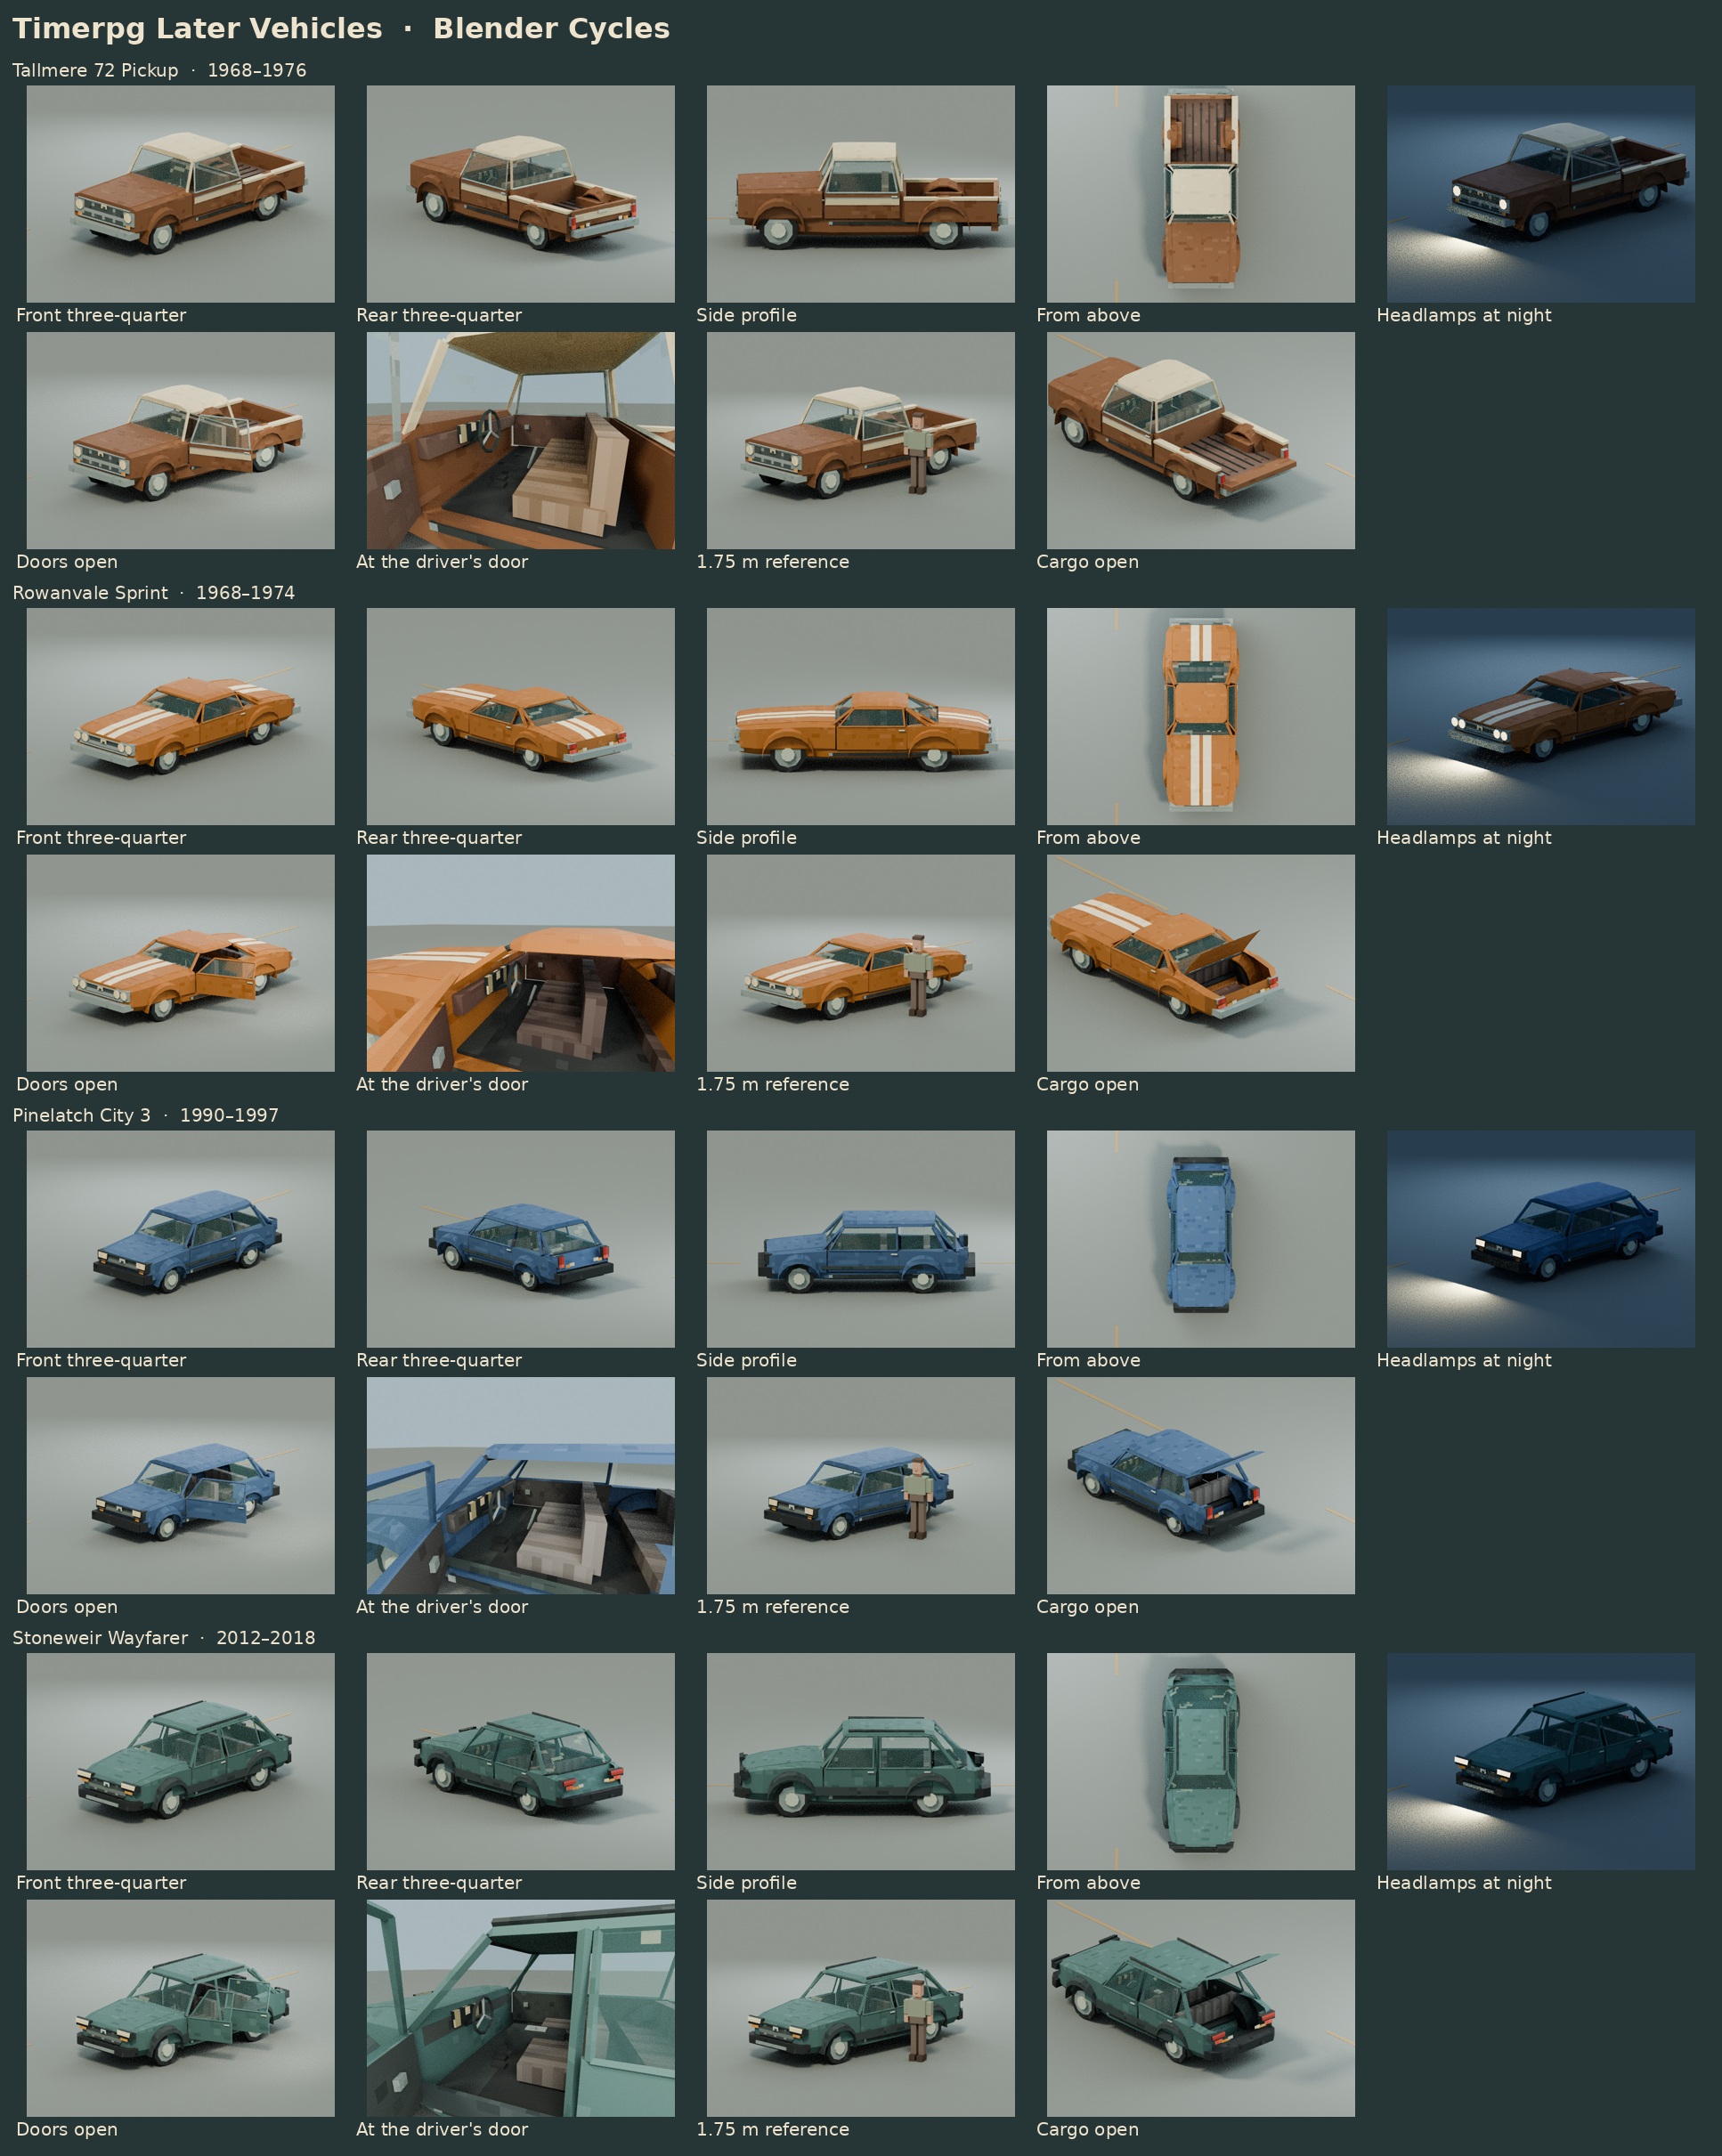 Timerpg Later Vehicles · Blender Cycles
Tallmere 72 Pickup · 1968–1976
Front three-quarter
Rear three-quarter
Side profile
From above
Headlamps at night
Doors open
At the driver's door
1.75 m reference
Cargo open
Rowanvale Sprint · 1968–1974
Front three-quarter
Rear three-quarter
Side profile
From above
Headlamps at night
Doors open
At the driver's door
1.75 m reference
Cargo open
Pinelatch City 3 · 1990–1997
Front three-quarter
Rear three-quarter
Side profile
From above
Headlamps at night
Doors open
At the driver's door
1.75 m reference
Cargo open
Stoneweir Wayfarer · 2012–2018
Front three-quarter
Rear three-quarter
Side profile
From above
Headlamps at night
Doors open
At the driver's door
1.75 m reference
Cargo open